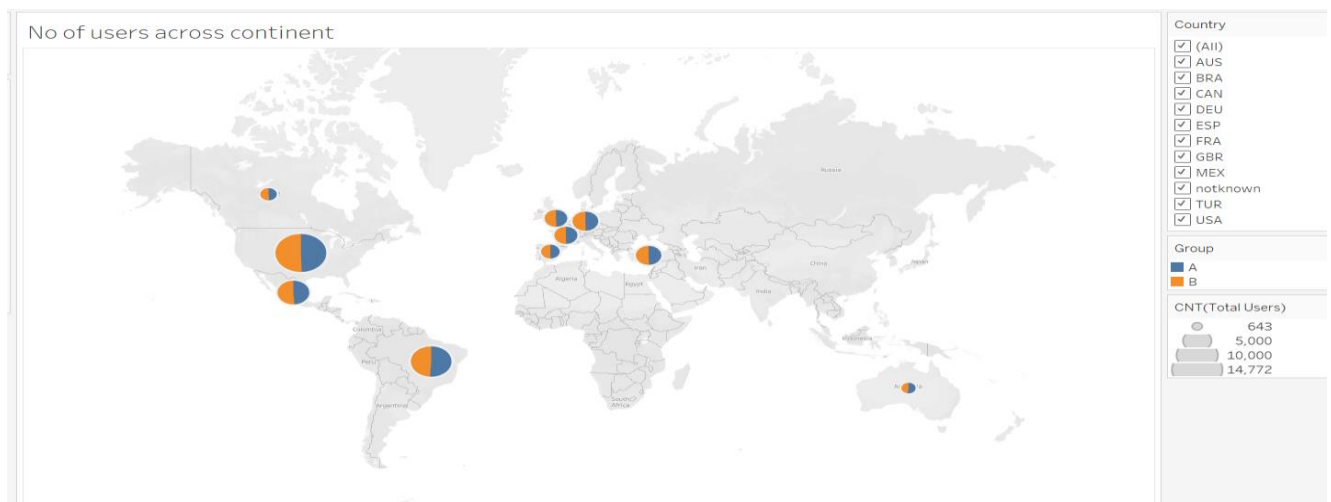 No of users across continent
Russia
China
Japan
Iran
Algeria
Egypt
India
Colombia
Indonesia
Peru
Argentina
South
Africa
Country
(All)
AUS
BRA
CAN
DEU
ESP
FRA
GBR
MEX
notknown
TUR
USA
Group
A
B
CNT(Total Users)
643
5,000
10,000
14,772